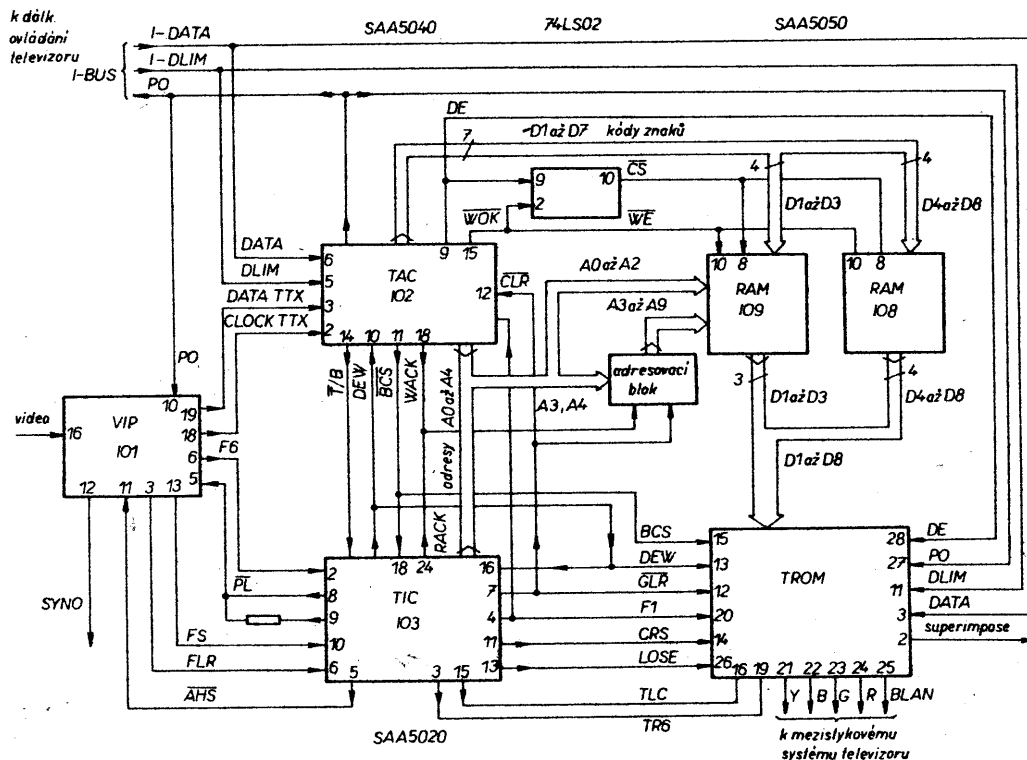 k dálk.
ovládání
televizoru
I-BUS
I-DATA
I-DLIM
PO
SAA5040
74LS02
SAA5050
DE
7
D1 až D7 kódy znaků
4
4
9
10
2
C̅S̅
D1 až D3
D4 až D8
W̅O̅K̅
W̅E̅
DATA
DLIM
DATA TTX
CLOCK TTX
6
5
3
2
9
15
TAC
IO2
12
C̅L̅R̅
14
10
11
18
A0 až A2
A3 až A9
10
8
RAM
IO9
10
8
RAM
IO8
PO
T̅/B
DEW
B̅C̅S̅
WACK
A0 až A4
adresy
RACK
adresovací
blok
A3, A4
3
D1 až D3
4
D4 až D8
D1 až D8
video
16
10
VIP
IO1
19
18
6
5
12
11
3
13
F6
P̅L̅
SYNO
FS
FLR
A̅H̅S̅
2
8
9
10
6
18
24
16
7
4
11
13
TIC
IO3
5
3
15
BCS
DEW
G̅L̅R̅
F1
CRS
LOSE
TLC
TR6
15
13
12
20
14
26
TROM
28
27
11
3
2
DE
PO
DLIM
DATA
superimpose
16
19
21
22
23
24
25
Y
B
G
R
BLAN
SAA5020
k mezistykovému
systému televizoru